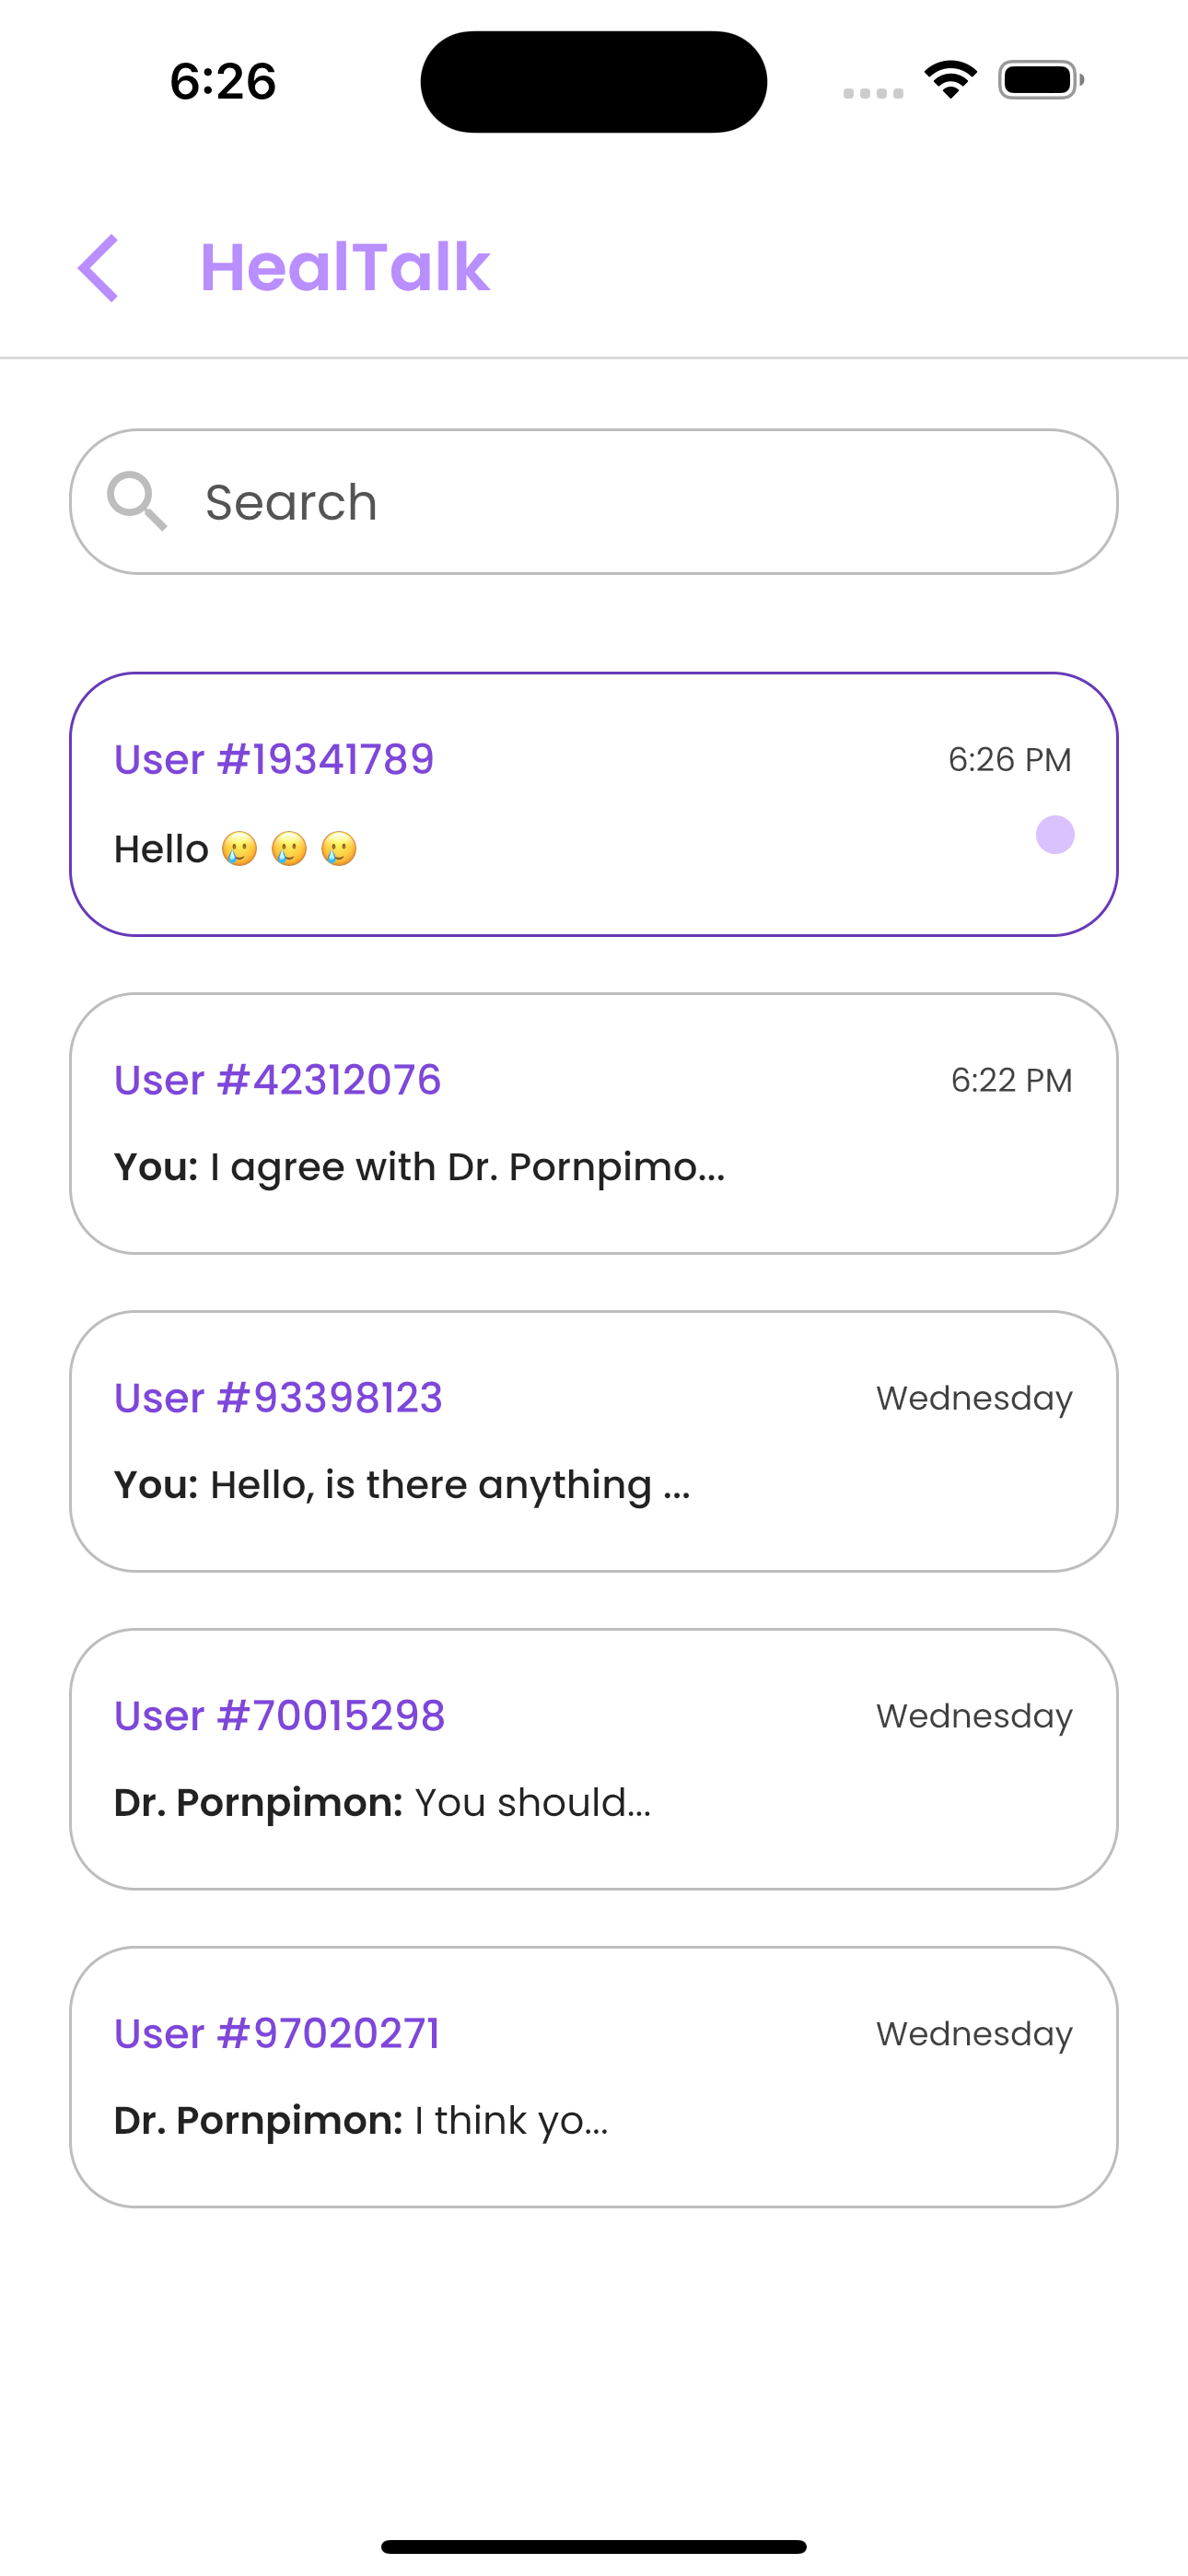 6:26
HealTalk
Search
User #19341789
6:26 PM
Hello 🥲 🥲 🥲
User #42312076
6:22 PM
You: I agree with Dr. Pornpimo...
User #93398123
Wednesday
You: Hello, is there anything ...
User #70015298
Wednesday
Dr. Pornpimon: You should...
User #97020271
Wednesday
Dr. Pornpimon: I think yo...